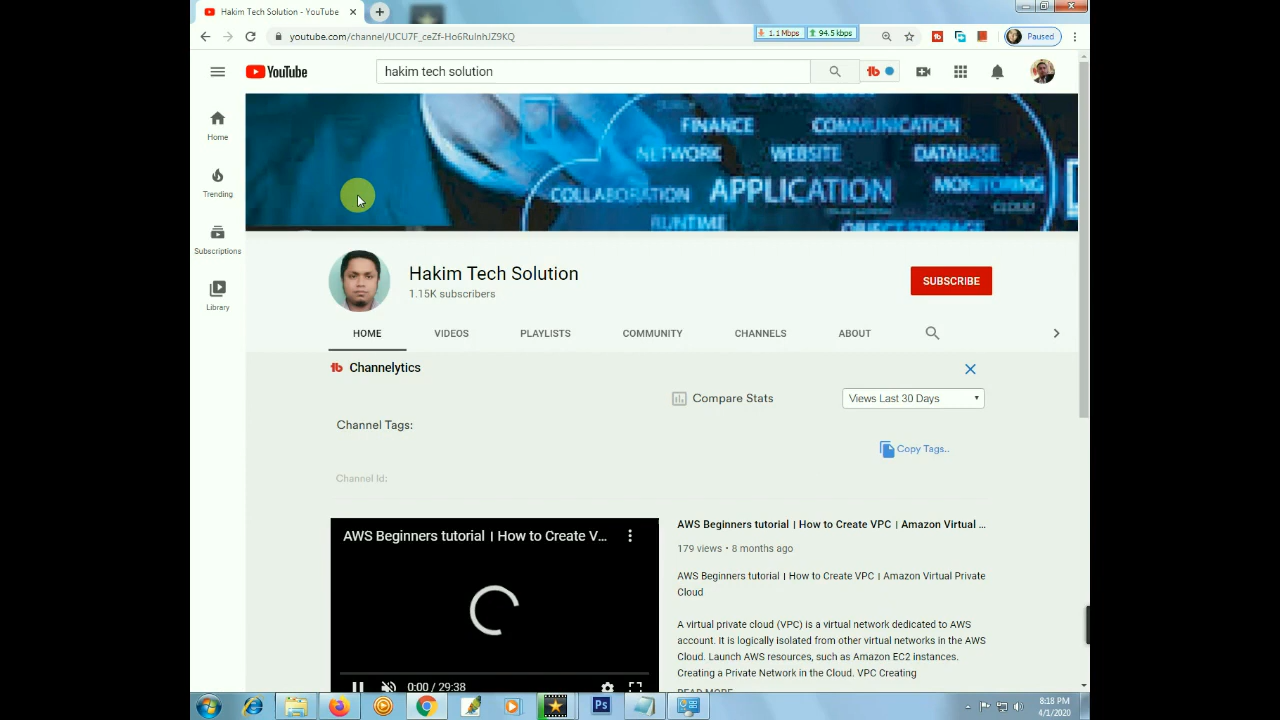 Hakim Tech Solution - YouTube
youtube.com/channel/UCU7F_ceZf-Ho6RuInhJZ9KQ
1.1 Mbps
94.5 kbps
Paused
YouTube
hakim tech solution
Home
Trending
Subscriptions
Library
FINANCE COMMUNICATION
NETWORK WEBSITE DATABASE
COLLABORATION APPLICATION MONITORING
CLOUD
RUNTIME OBJECT STORAGE
Hakim Tech Solution
1.15K subscribers
SUBSCRIBE
HOME VIDEOS PLAYLISTS COMMUNITY CHANNELS ABOUT
Channelytics
Compare Stats
Views Last 30 Days
Channel Tags:
Copy Tags..
Channel Id:
AWS Beginners tutorial । How to Create V...
0:00 / 29:38
AWS Beginners tutorial । How to Create VPC । Amazon Virtual ...
179 views • 8 months ago
AWS Beginners tutorial । How to Create VPC । Amazon Virtual Private
Cloud
A virtual private cloud (VPC) is a virtual network dedicated to AWS
account. It is logically isolated from other virtual networks in the AWS
Cloud. Launch AWS resources, such as Amazon EC2 instances.
Creating a Private Network in the Cloud. VPC Creating
READ MORE
Ps
8:18 PM
4/1/2020